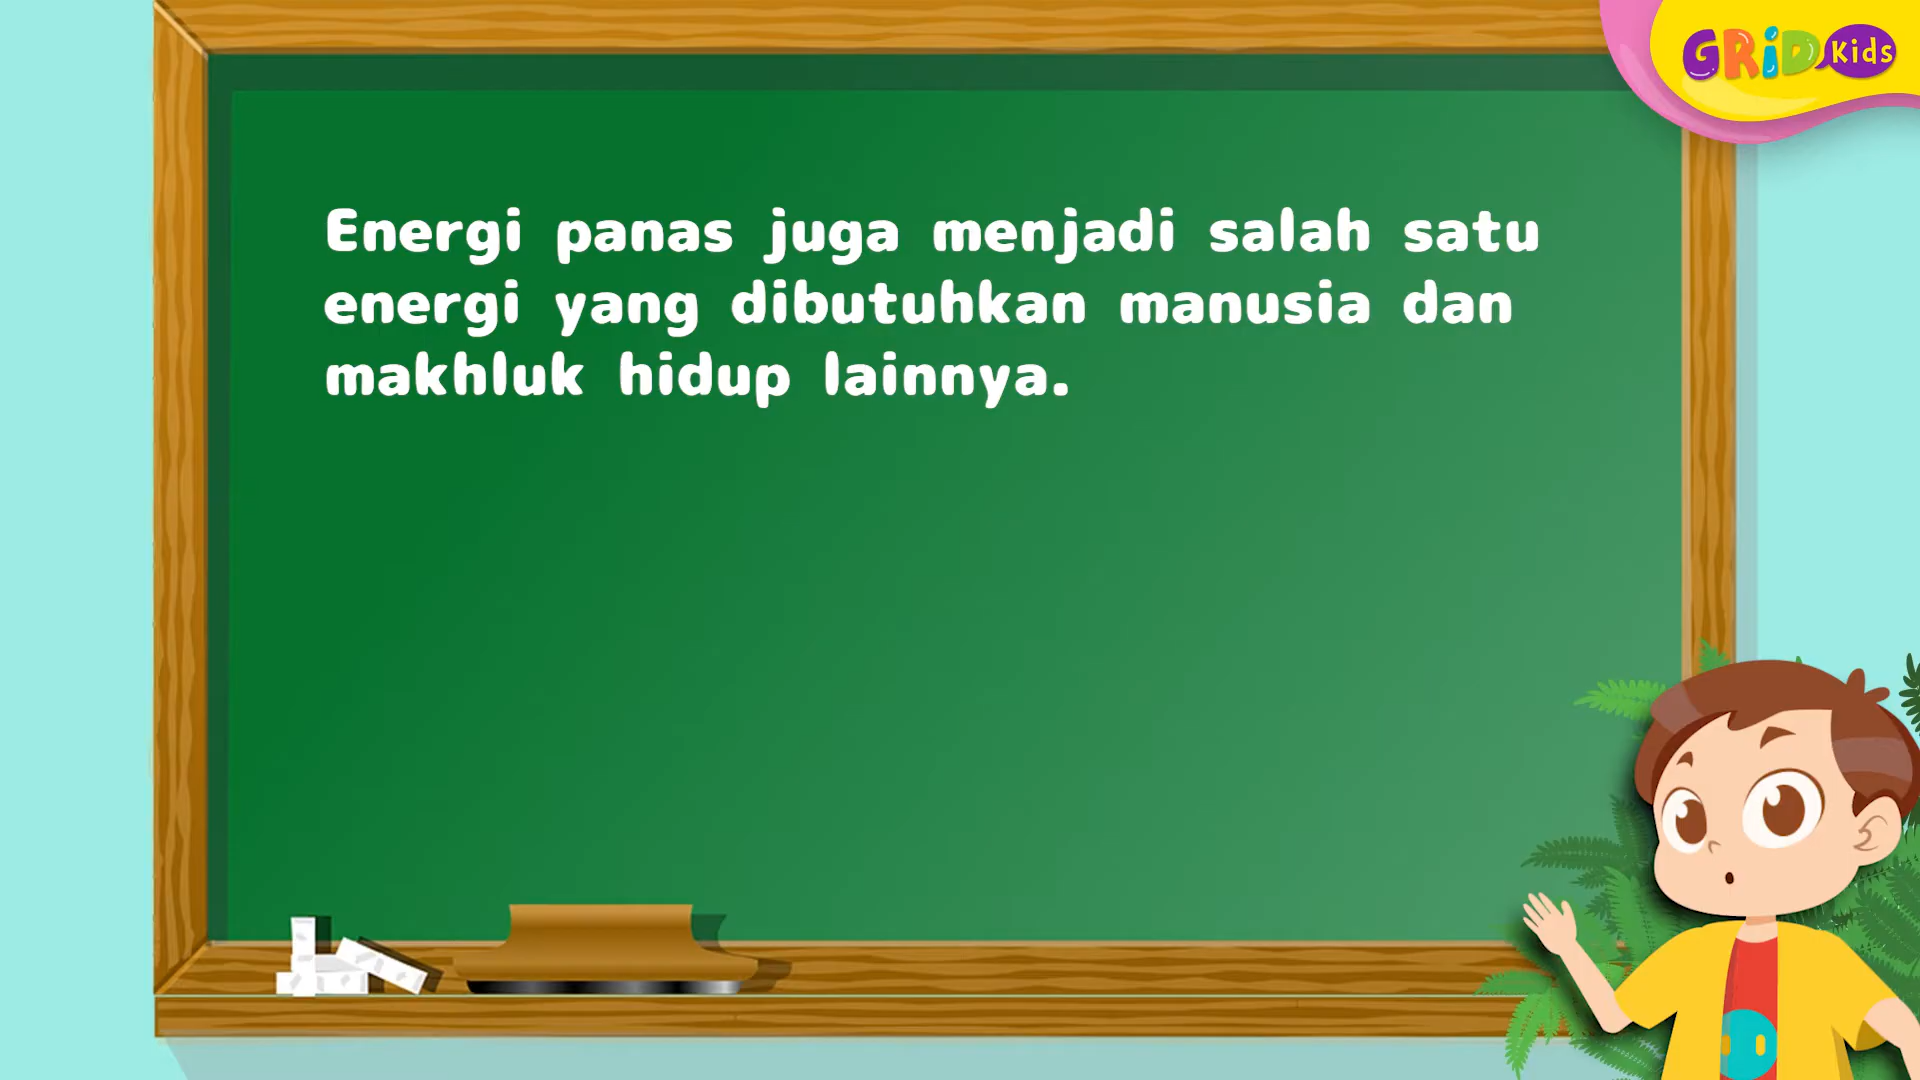 GRiD Kids
Energi panas juga menjadi salah satu
energi yang dibutuhkan manusia dan
makhluk hidup lainnya.